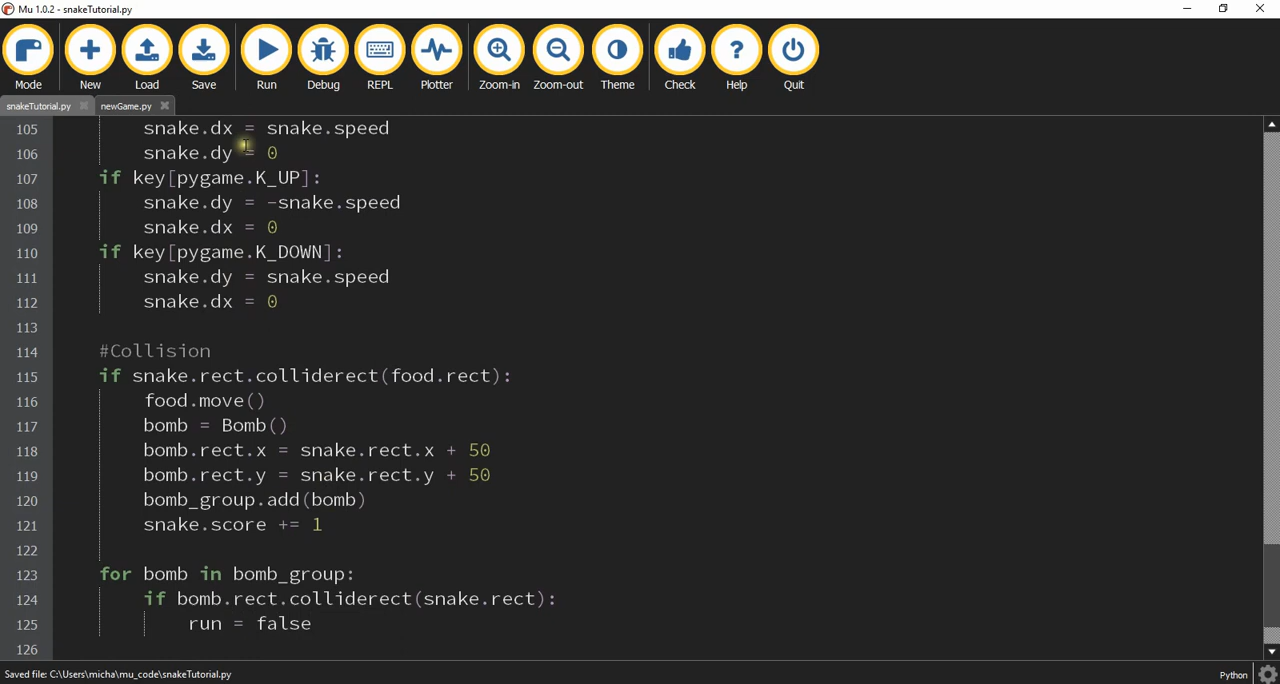 Mu 1.0.2 - snakeTutorial.py
Mode New Load Save Run Debug REPL Plotter Zoom-in Zoom-out Theme Check Help Quit
snakeTutorial.py newGame.py
105 snake.dx = snake.speed
106 snake.dy = 0
107 if key[pygame.K_UP]:
108 snake.dy = -snake.speed
109 snake.dx = 0
110 if key[pygame.K_DOWN]:
111 snake.dy = snake.speed
112 snake.dx = 0
113
114 #Collision
115 if snake.rect.colliderect(food.rect):
116 food.move()
117 bomb = Bomb()
118 bomb.rect.x = snake.rect.x + 50
119 bomb.rect.y = snake.rect.y + 50
120 bomb_group.add(bomb)
121 snake.score += 1
122
123 for bomb in bomb_group:
124 if bomb.rect.colliderect(snake.rect):
125 run = false
126
Saved file: C:\Users\micha\mu_code\snakeTutorial.py Python